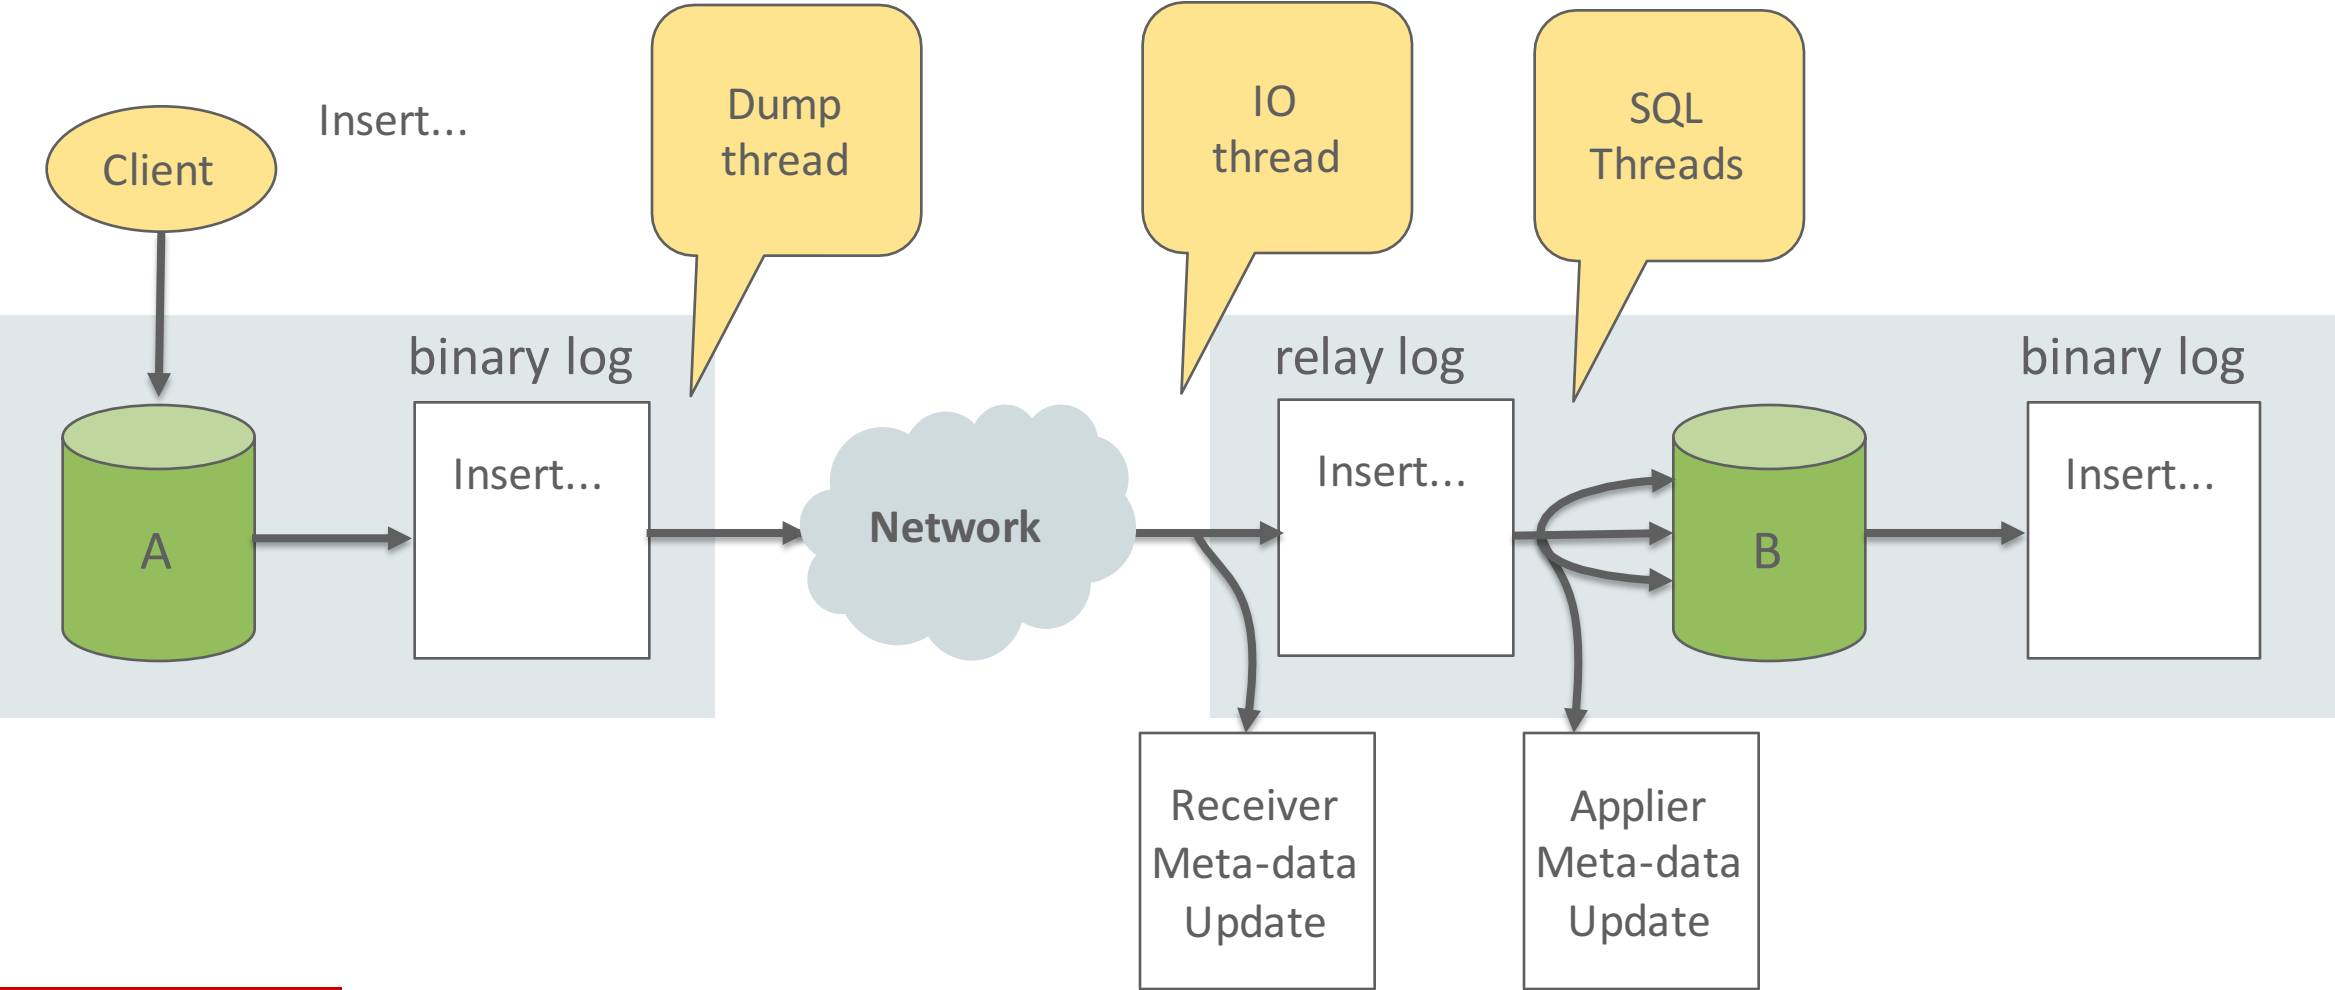 Client
Insert...
Dump
thread
IO
thread
SQL
Threads
binary log
relay log
binary log
A
Insert...
Network
Insert...
B
Insert...
Receiver
Meta-data
Update
Applier
Meta-data
Update